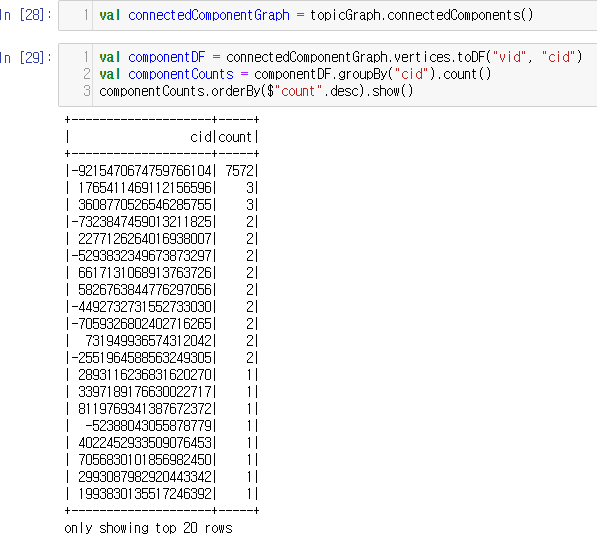 In [28]: 1 val connectedComponentGraph = topicGraph.connectedComponents()
In [29]: 1 val componentDF = connectedComponentGraph.vertices.toDF("vid", "cid")
2 val componentCounts = componentDF.groupBy("cid").count()
3 componentCounts.orderBy($"count".desc).show()
+--------------------+-----+
|                 cid|count|
+--------------------+-----+
|-9215470674759766104| 7572|
| 1765411469112156596|    3|
| 3608770526546285755|    3|
|-7323847459013211825|    2|
| 2277126264016938007|    2|
|-5293832349673873297|    2|
| 6617131068913763726|    2|
| 5826763844776297056|    2|
|-4492732731552733030|    2|
|-7059326802402716265|    2|
|  731949936574312042|    2|
|-2551964588563249305|    2|
| 2893116236831620270|    1|
| 3397189176630022717|    1|
| 8119769341387672372|    1|
|  -52388043055878779|    1|
| 4022452933509076453|    1|
| 7056830101856982450|    1|
| 2993087982920443342|    1|
| 1993830135517246392|    1|
+--------------------+-----+
only showing top 20 rows